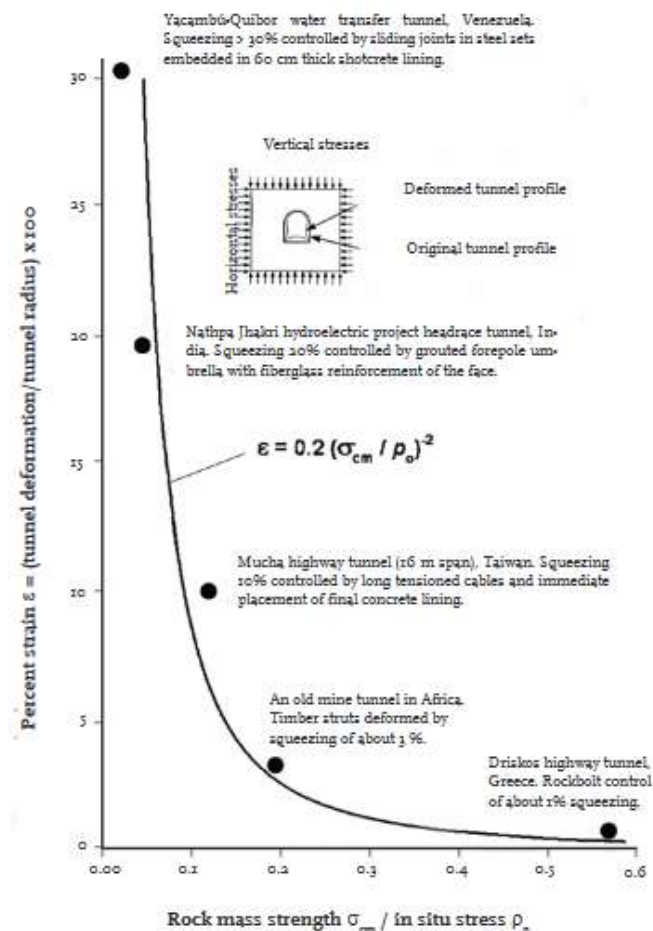 Yacambú-Quibor water transfer tunnel, Venezuela.
Squeezing > 30% controlled by sliding joints in steel sets
embedded in 60 cm thick shotcrete lining.
30
Vertical stresses
25
Horizontal stresses
Deformed tunnel profile
Original tunnel profile
Percent strain ε = (tunnel deformation/tunnel radius) x100
20
Nathpa Jhakri hydroelectric project headrace tunnel, In-
dia. Squeezing 20% controlled by grouted forepole um-
brella with fiberglass reinforcement of the face.
ε = 0.2 (σcm / po)-2
15
Mucha highway tunnel (16 m span), Taiwan. Squeezing
10% controlled by long tensioned cables and immediate
placement of final concrete lining.
10
An old mine tunnel in Africa.
Timber struts deformed by
squeezing of about 3 %.
5
Driskos highway tunnel,
Greece. Rockbolt control
of about 1% squeezing.
0
0.00 0.1 0.2 0.3 0.4 0.5 0.6
Rock mass strength σcm / in situ stress ρo